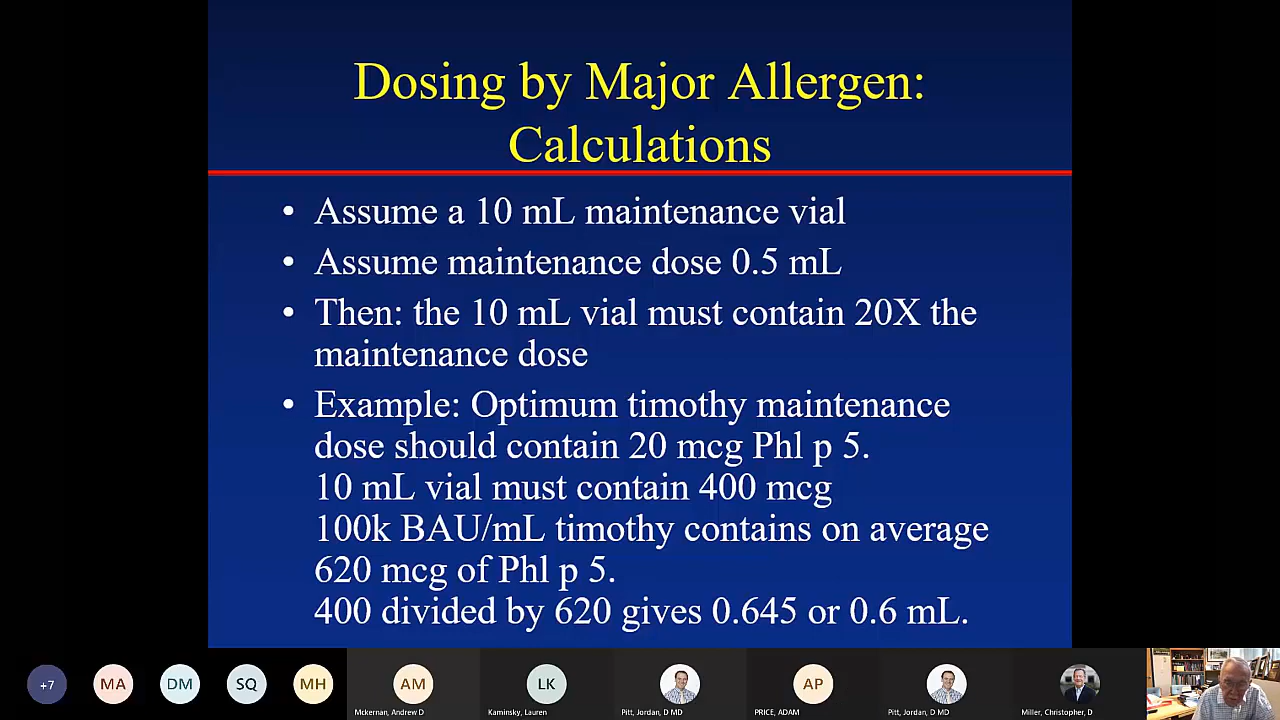 Dosing by Major Allergen:
Calculations
• Assume a 10 mL maintenance vial
• Assume maintenance dose 0.5 mL
• Then: the 10 mL vial must contain 20X the
maintenance dose
• Example: Optimum timothy maintenance
dose should contain 20 mcg Phl p 5.
10 mL vial must contain 400 mcg
100k BAU/mL timothy contains on average
620 mcg of Phl p 5.
400 divided by 620 gives 0.645 or 0.6 mL.
+7
MA
DM
SQ
MH
AM
LK
AP
Mckernan, Andrew D
Kaminsky, Lauren
Pitt, Jordan D MD
PRICE, ADAM
Pitt, Jordan D MD
Miller, Christopher, D